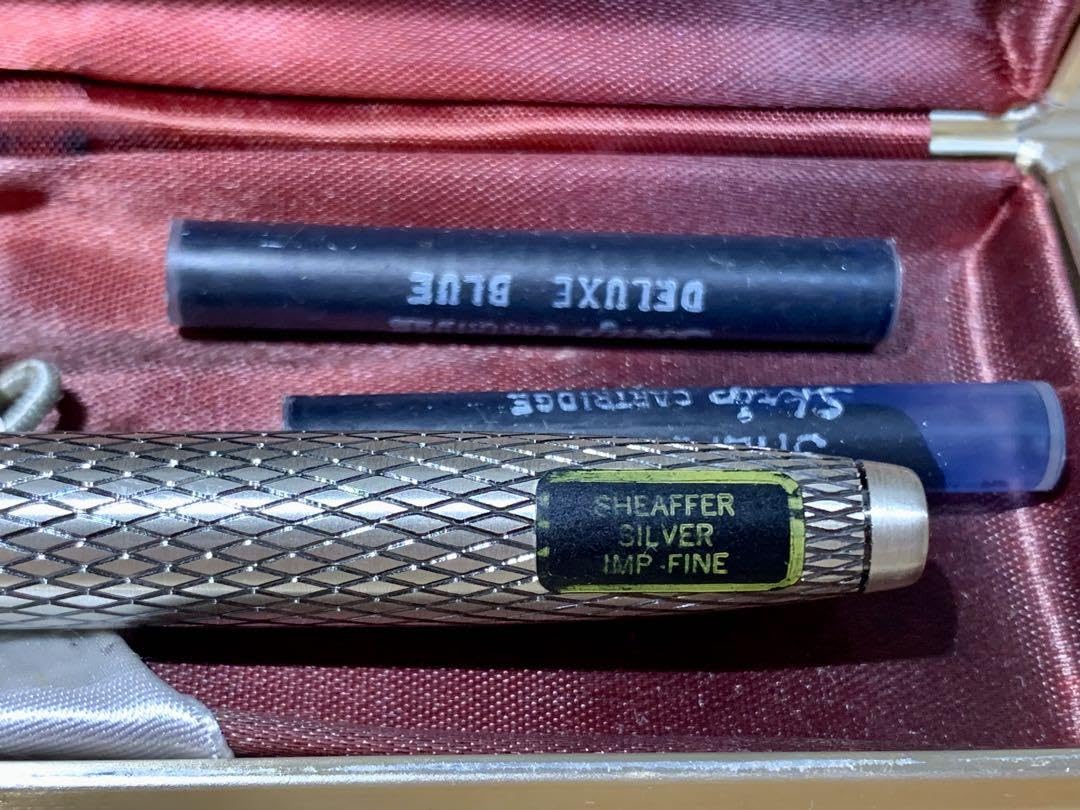 DELUXE BLUE
Skrip CARTRIDGE
SHEAFFER
SILVER
IMP .FINE